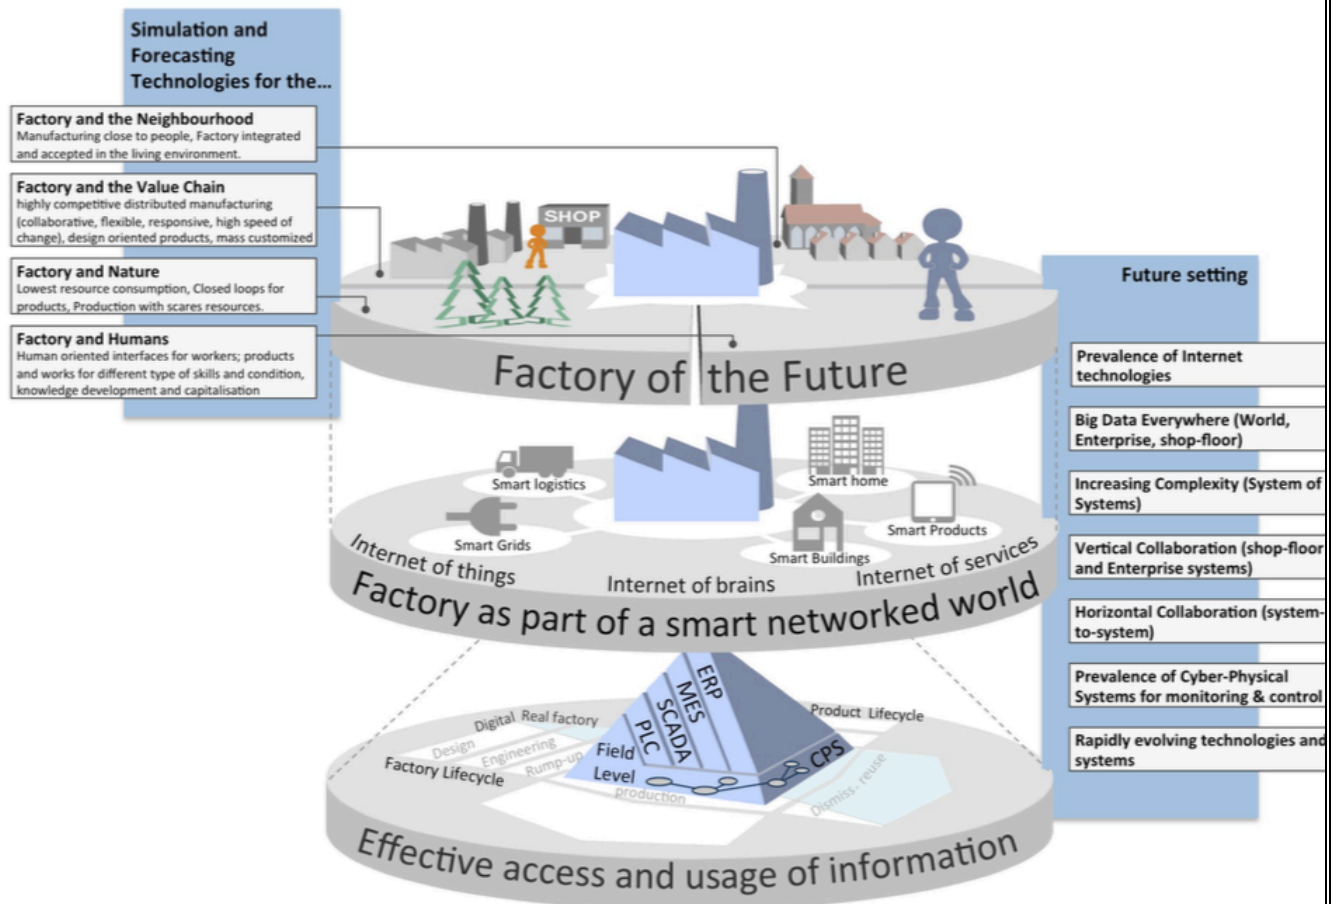 Simulation and
Forecasting
Technologies for the...
Factory and the Neighbourhood
Manufacturing close to people, Factory integrated
and accepted in the living environment.
Factory and the Value Chain
highly competitive distributed manufacturing
(collaborative, flexible, responsive, high speed of
change), design oriented products, mass customized
Factory and Nature
Lowest resource consumption, Closed loops for
products, Production with scares resources.
Factory and Humans
Human oriented interfaces for workers; products
and works for different type of skills and condition,
knowledge development and capitalisation
SHOP
Factory of the Future
Smart logistics
Smart home
Smart Grids
Smart Products
Smart Buildings
Internet of things
Internet of brains
Internet of services
Factory as part of a smart networked world
ERP
MES
SCADA
PLC
Field
Level
CPS
Digital Real factory
Product Lifecycle
Design
Engineering
Rump-up
Factory Lifecycle
production
Dismiss- reuse
Effective access and usage of information
Future setting
Prevalence of Internet
technologies
Big Data Everywhere (World,
Enterprise, shop-floor)
Increasing Complexity (System of
Systems)
Vertical Collaboration (shop-floor
and Enterprise systems)
Horizontal Collaboration (system-
to-system)
Prevalence of Cyber-Physical
Systems for monitoring & control
Rapidly evolving technologies and
systems